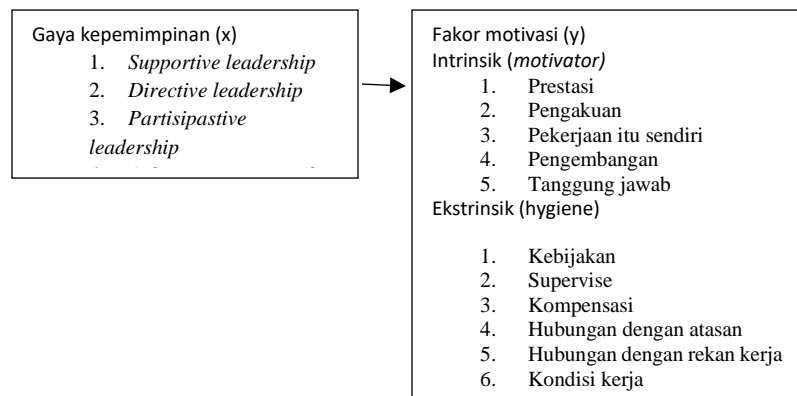 Gaya kepemimpinan (x)
1. Supportive leadership
2. Directive leadership
3. Partisipastive
leadership
Fakor motivasi (y)
Intrinsik (motivator)
1. Prestasi
2. Pengakuan
3. Pekerjaan itu sendiri
4. Pengembangan
5. Tanggung jawab
Ekstrinsik (hygiene)
1. Kebijakan
2. Supervise
3. Kompensasi
4. Hubungan dengan atasan
5. Hubungan dengan rekan kerja
6. Kondisi kerja